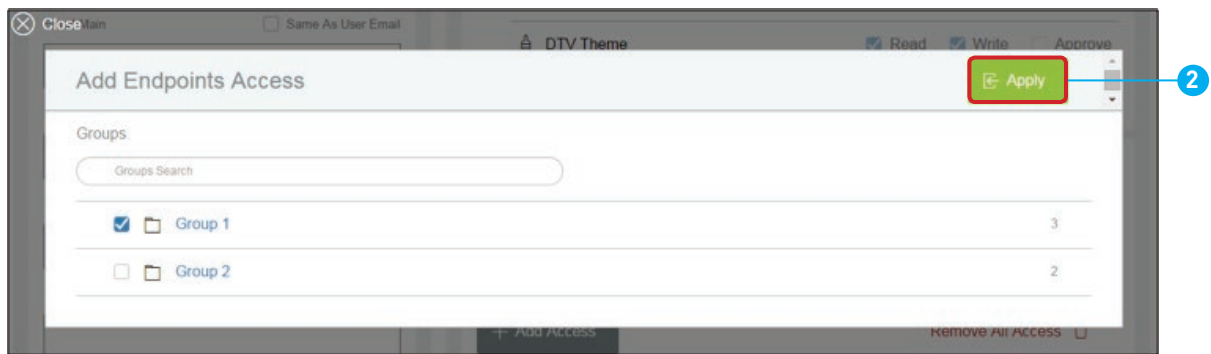 Close Main Same As User Email
DTV Theme Read Write Approve
Add Endpoints Access Apply 2
Groups
Groups Search
Group 1 3
Group 2 2
+ Add Access Remove All Access